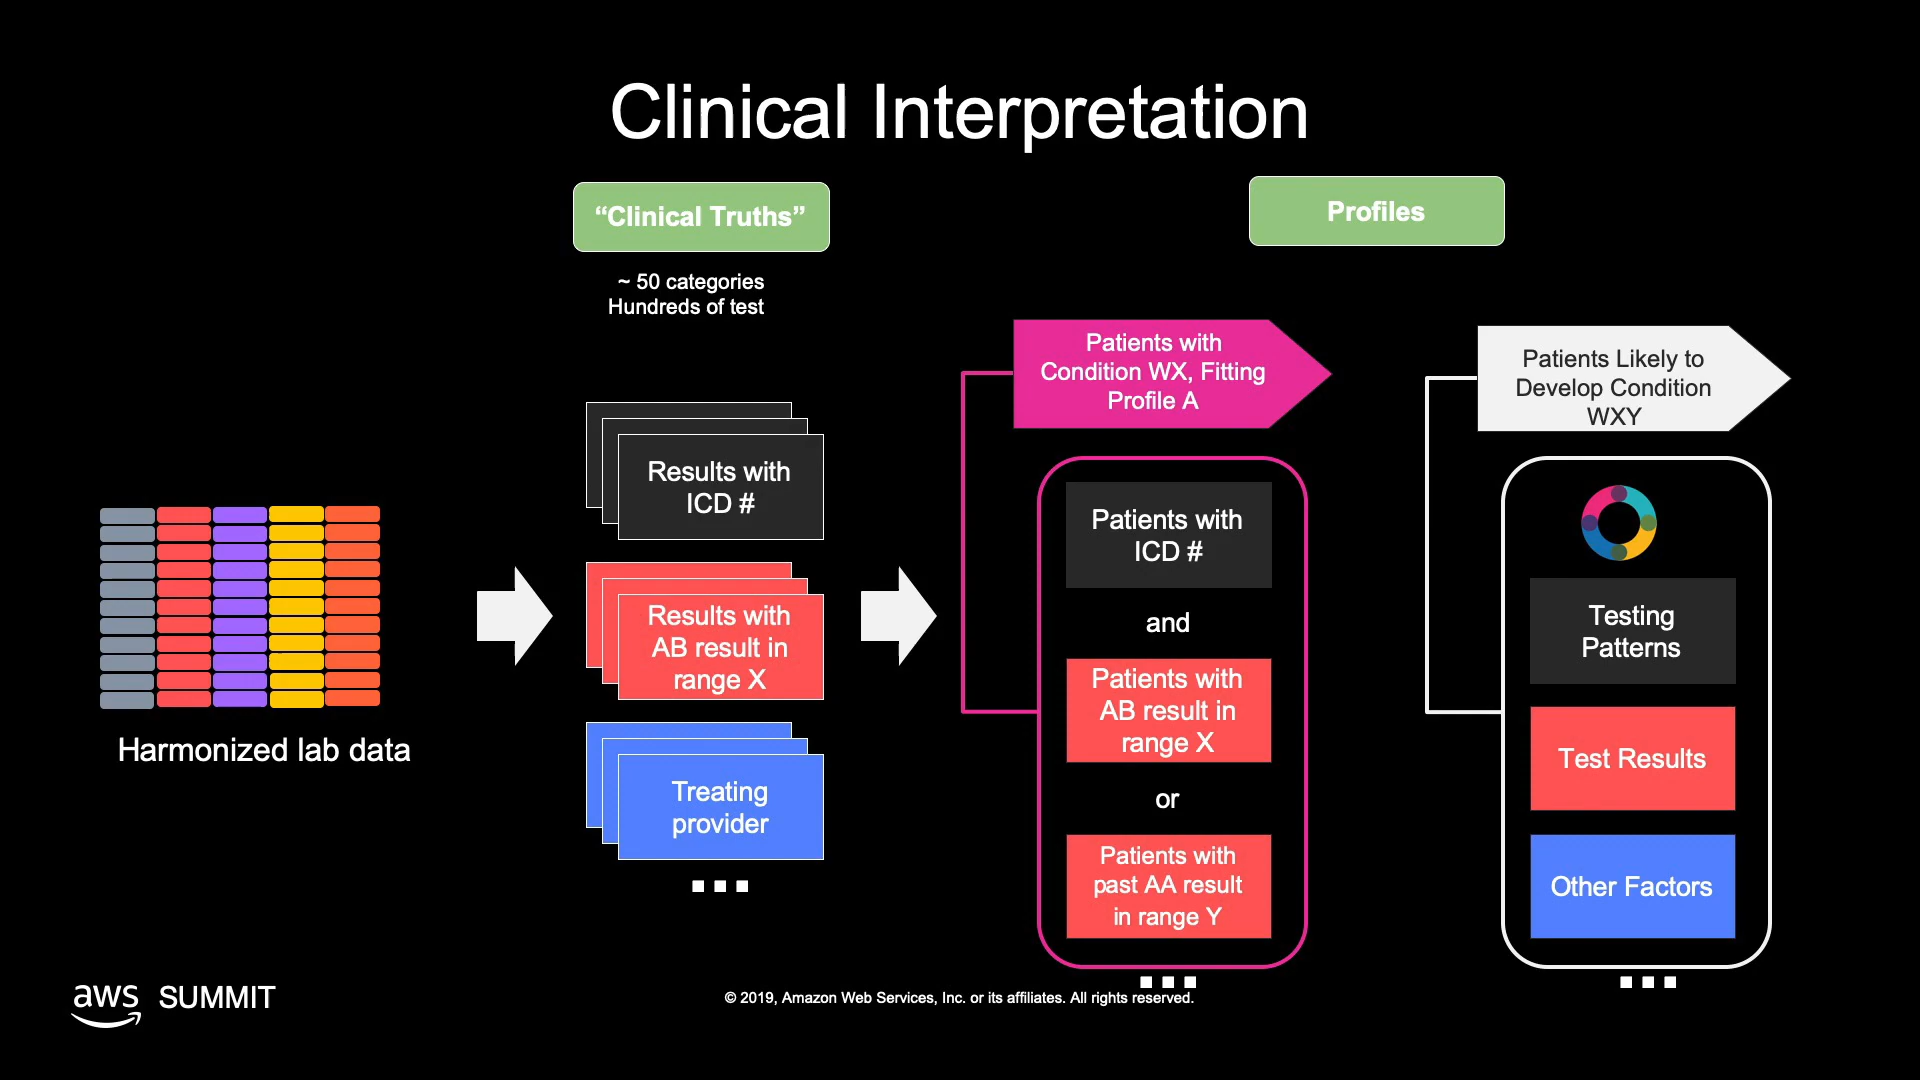 Clinical Interpretation
“Clinical Truths”
~ 50 categories
Hundreds of test
Profiles
Harmonized lab data
Results with
ICD #
Results with
AB result in
range X
Treating
provider
Patients with
Condition WX, Fitting
Profile A
Patients with
ICD #
and
Patients with
AB result in
range X
or
Patients with
past AA result
in range Y
Patients Likely to
Develop Condition
WXY
Testing
Patterns
Test Results
Other Factors
aws SUMMIT
© 2019, Amazon Web Services, Inc. or its affiliates. All rights reserved.